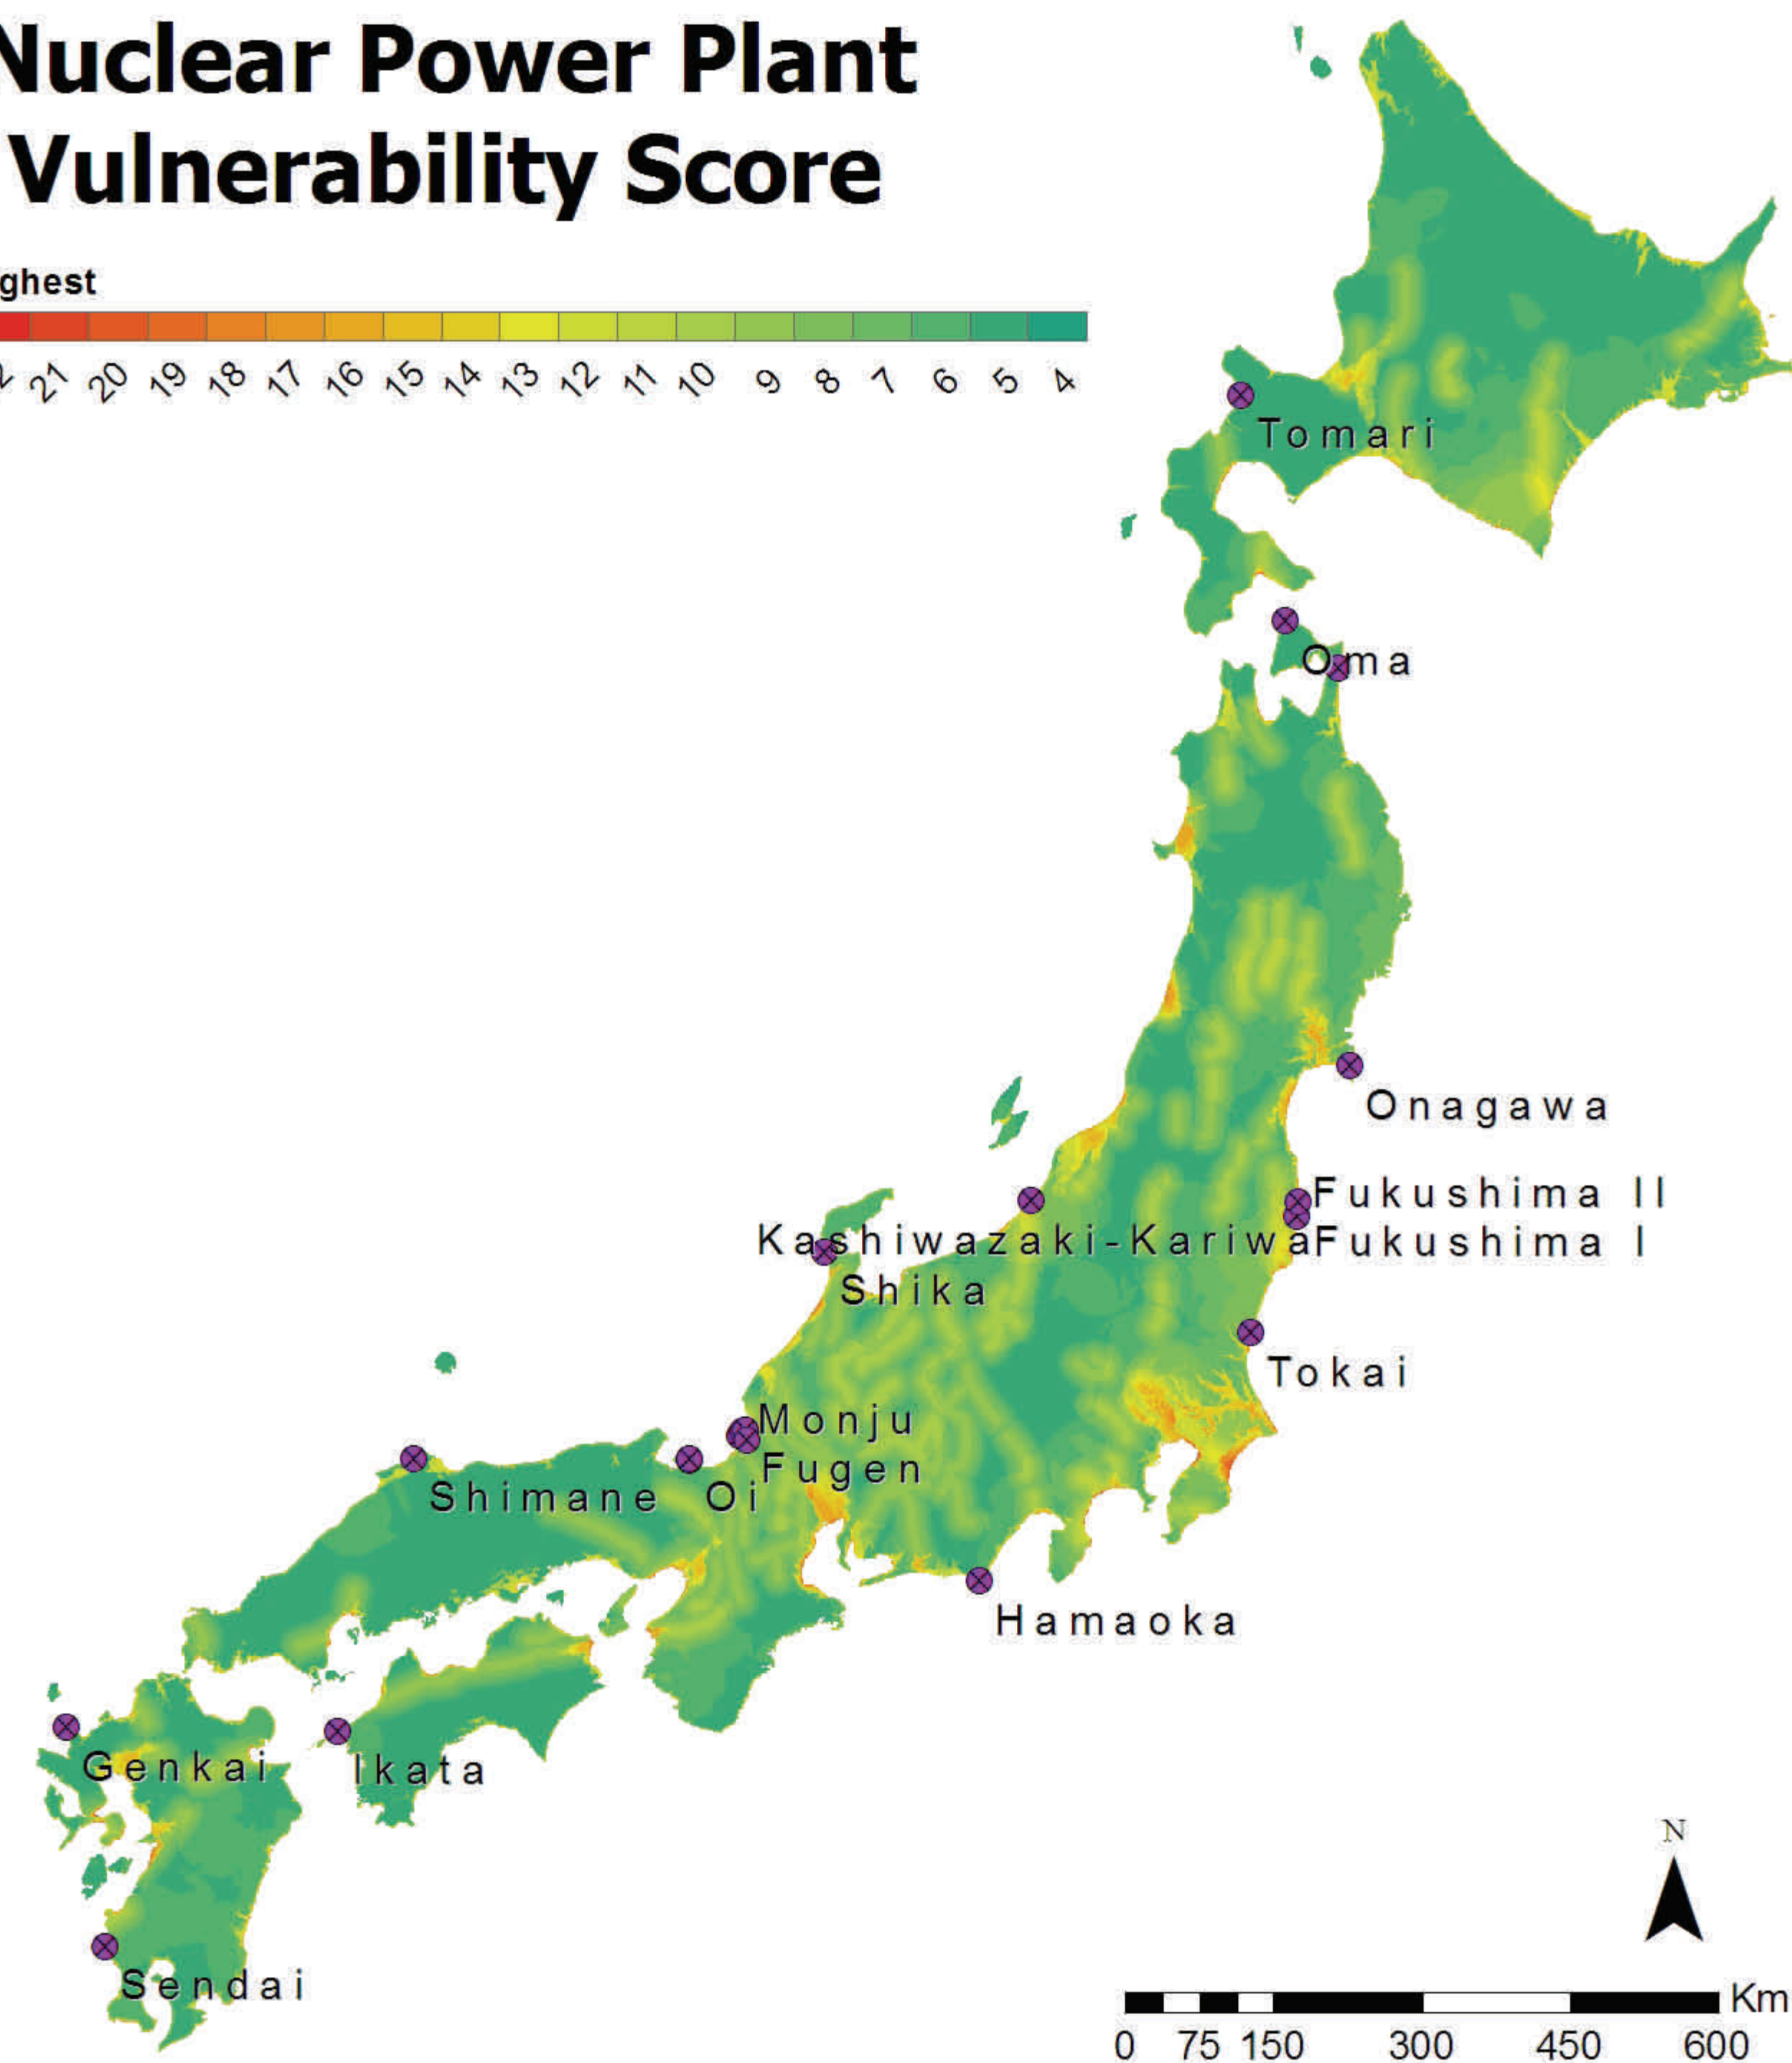 Nuclear Power Plant
Vulnerability Score
ghest
21 20 19 18 17 16 15 14 13 12 11 10 9 8 7 6 5 4
Tomari
Oma
Onagawa
Fukushima II
Kashiwazaki-Kariwa
Fukushima I
Shika
Tokai
Monju
Fugen
Shimane
Oi
Hamaoka
Genkai
Ikata
Sendai
N
Km
0 75 150 300 450 600